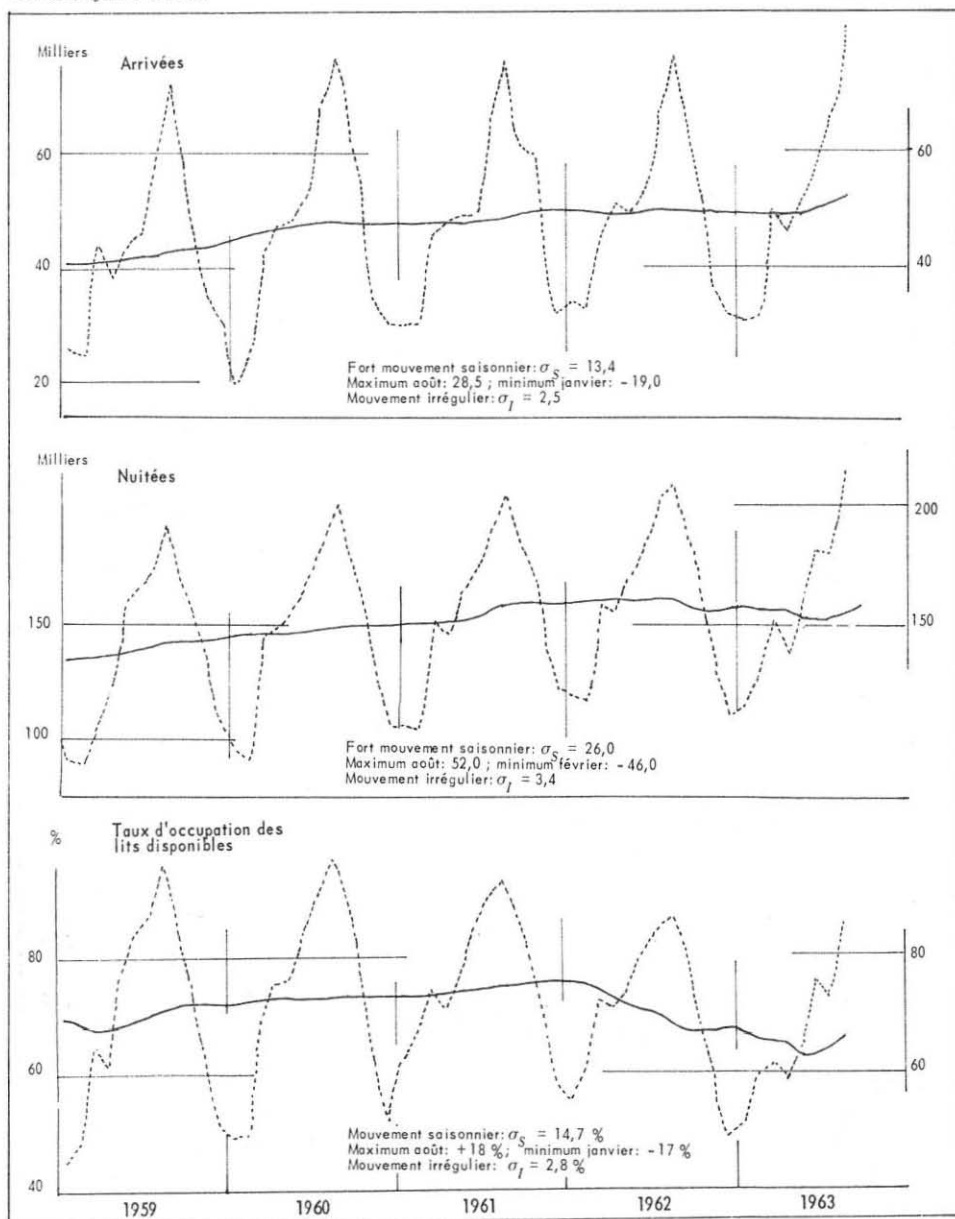 Milliers
Arrivées
60
40
20
60
40
Fort mouvement saisonnier: σS = 13,4
Maximum août: 28,5 ; minimum janvier: - 19,0
Mouvement irrégulier: σI = 2,5
Milliers
Nuitées
150
100
200
150
Fort mouvement saisonnier: σS = 26,0
Maximum août: 52,0 ; minimum février: - 46,0
Mouvement irrégulier: σI = 3,4
%
Taux d'occupation des
lits disponibles
80
60
40
80
60
Mouvement saisonnier: σS = 14,7 %
Maximum août: +18 %; minimum janvier: - 17 %
Mouvement irrégulier: σI = 2,8 %
1959 1960 1961 1962 1963